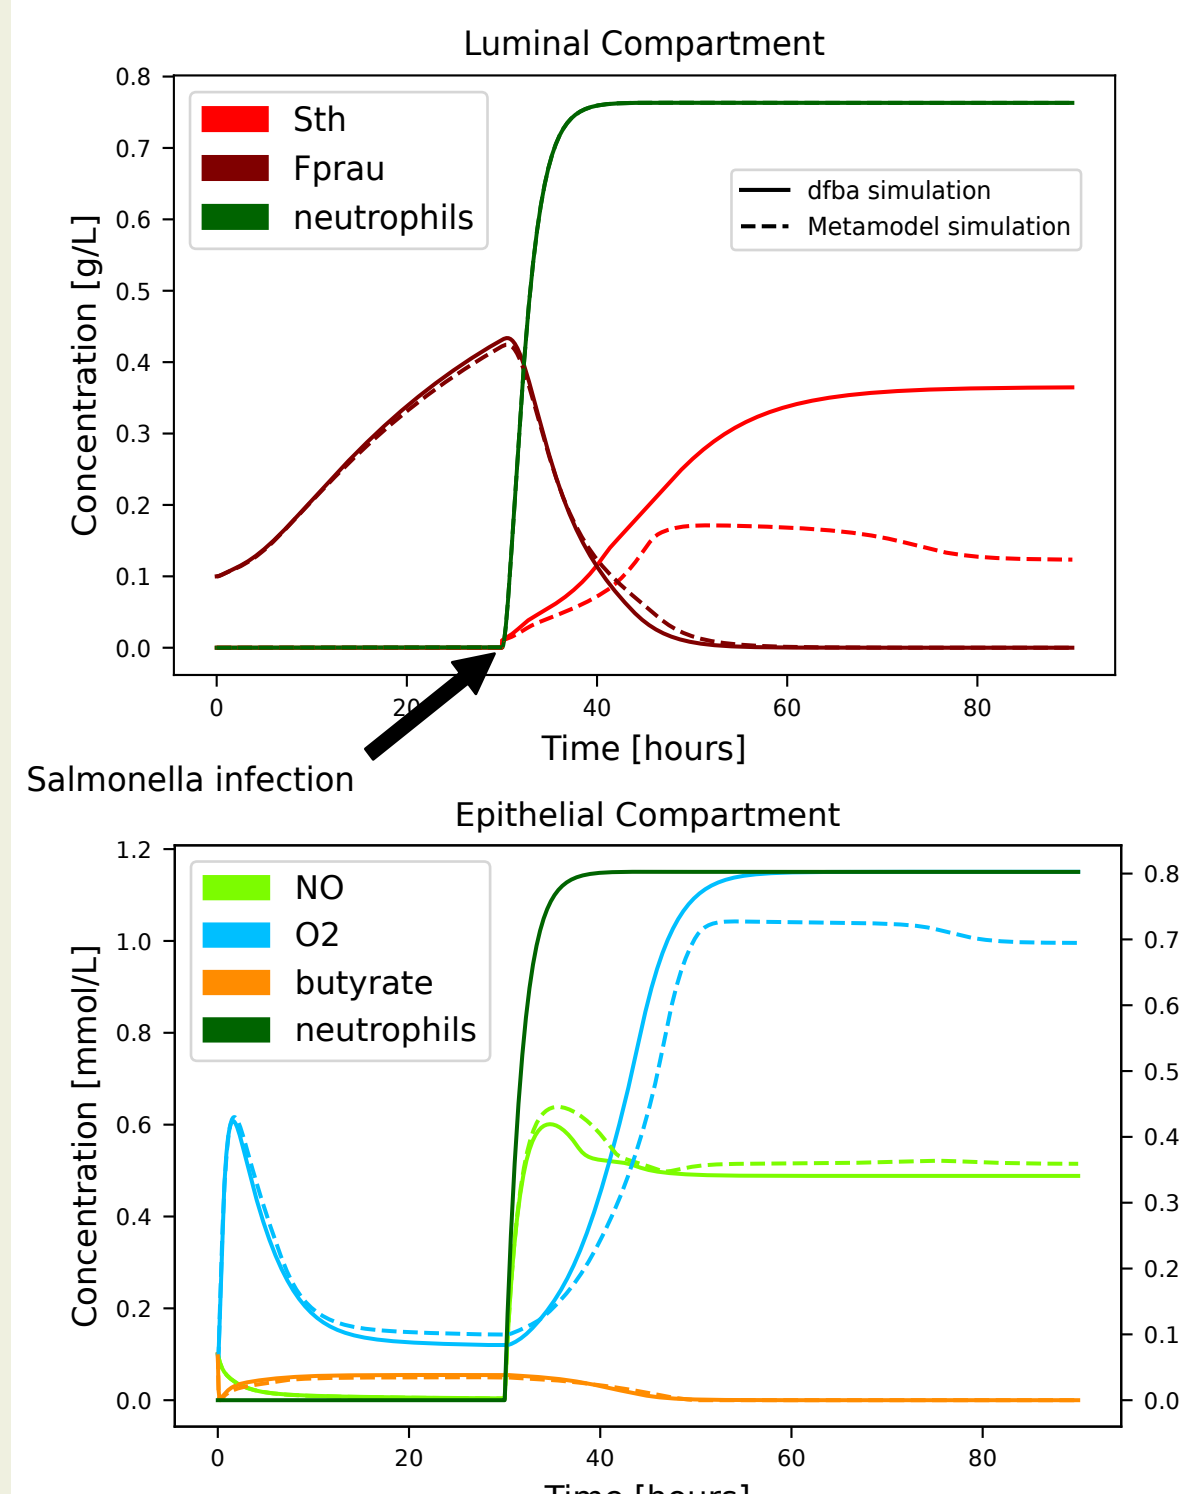 Luminal Compartment
0.8
0.7
0.6
0.5
0.4
0.3
0.2
0.1
0.0
Concentration [g/L]
Sth
Fprau
neutrophils
dfba simulation
Metamodel simulation
0 20 40 60 80
Time [hours]
Salmonella infection
Epithelial Compartment
1.2
1.0
0.8
0.6
0.4
0.2
0.0
Concentration [mmol/L]
NO
O2
butyrate
neutrophils
0.8
0.7
0.6
0.5
0.4
0.3
0.2
0.1
0.0
0 20 40 60 80
Time [hours]